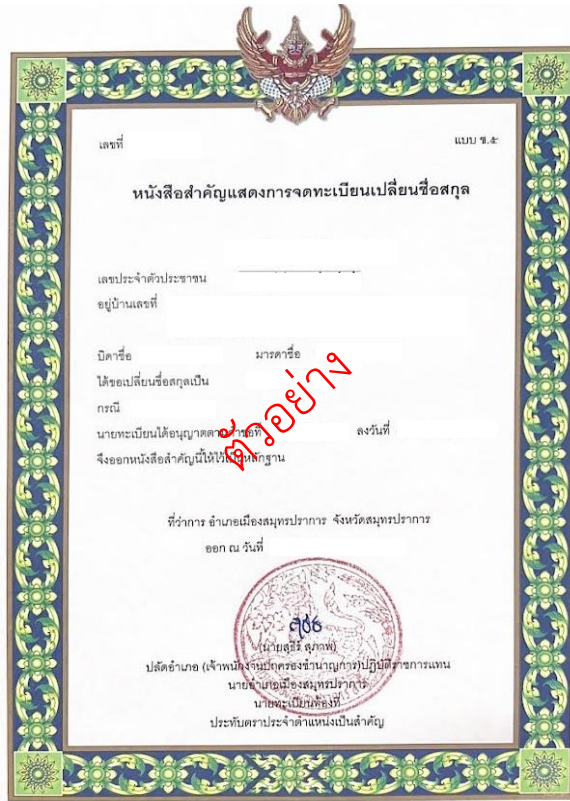 เลขที่ แบบ ช.๕
หนังสือสำคัญแสดงการจดทะเบียนเปลี่ยนชื่อสกุล
เลขประจำตัวประชาชน
อยู่บ้านเลขที่
บิดาชื่อ มารดาชื่อ
ได้ขอเปลี่ยนชื่อสกุลเป็น
กรณี
นายทะเบียนได้อนุญาตตามคำขอที่ ลงวันที่
จึงออกหนังสือสำคัญนี้ให้ไว้เป็นหลักฐาน
ตัวอย่าง
ที่ว่าการ อำเภอเมืองสมุทรปราการ จังหวัดสมุทรปราการ
ออก ณ วันที่
สุภาพ)
ปลัดอำเภอ (เจ้าพนักงานปกครองชำนาญการ)ปฏิบัติราชการแทน
นายอำเภอเมืองสมุทรปราการ
นายทะเบียนท้องที่
ประทับตราประจำตำแหน่งเป็นสำคัญ